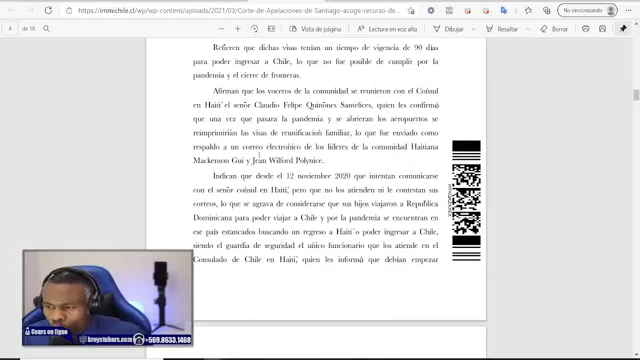 immichile.cl/wp/wp-content/uploads/2021/03/Corte-de-Apelaciones-de-Santiago-acoge-recurso-de-...
No sincronizando
4 de 18
Vista de página
Lectura en voz alta
Dibujar
Resaltar
Borrar
Refieren que dichas visas tenían un tiempo de vigencia de 90 días
para poder ingresar a Chile, lo que no fue posible de cumplir por la
pandemia y el cierre de fronteras.
Afirman que los voceros de la comunidad se reunieron con el Cónsul
en Haití el señor Claudio Felipe Quiñones Santelices, quien les confirmó
que una vez que pasara la pandemia y se abrieran los aeropuertos se
reimprimirían las visas de reunificación familiar, lo que fue enviado como
respaldo a un correo electrónico de los líderes de la comunidad Haitiana
Mackenson Gui y Jean Wilford Polynice.
Indican que desde el 12 noviembre 2020 que intentan comunicarse
con el señor cónsul en Haití, pero que no los atienden ni le contestan sus
correos, lo que se agrava de considerarse que sus hijos viajaron a República
Dominicana para poder viajar a Chile y por la pandemia se encuentran en
ese país estancados buscando un regreso a Haití o poder ingresar a Chile,
siendo el guardia de seguridad el único funcionario que los atiende en el
Consulado de Chile en Haití, quien les informó que debían empezar
Cours en ligne
kreyolnhers.com
+569.8633.1468